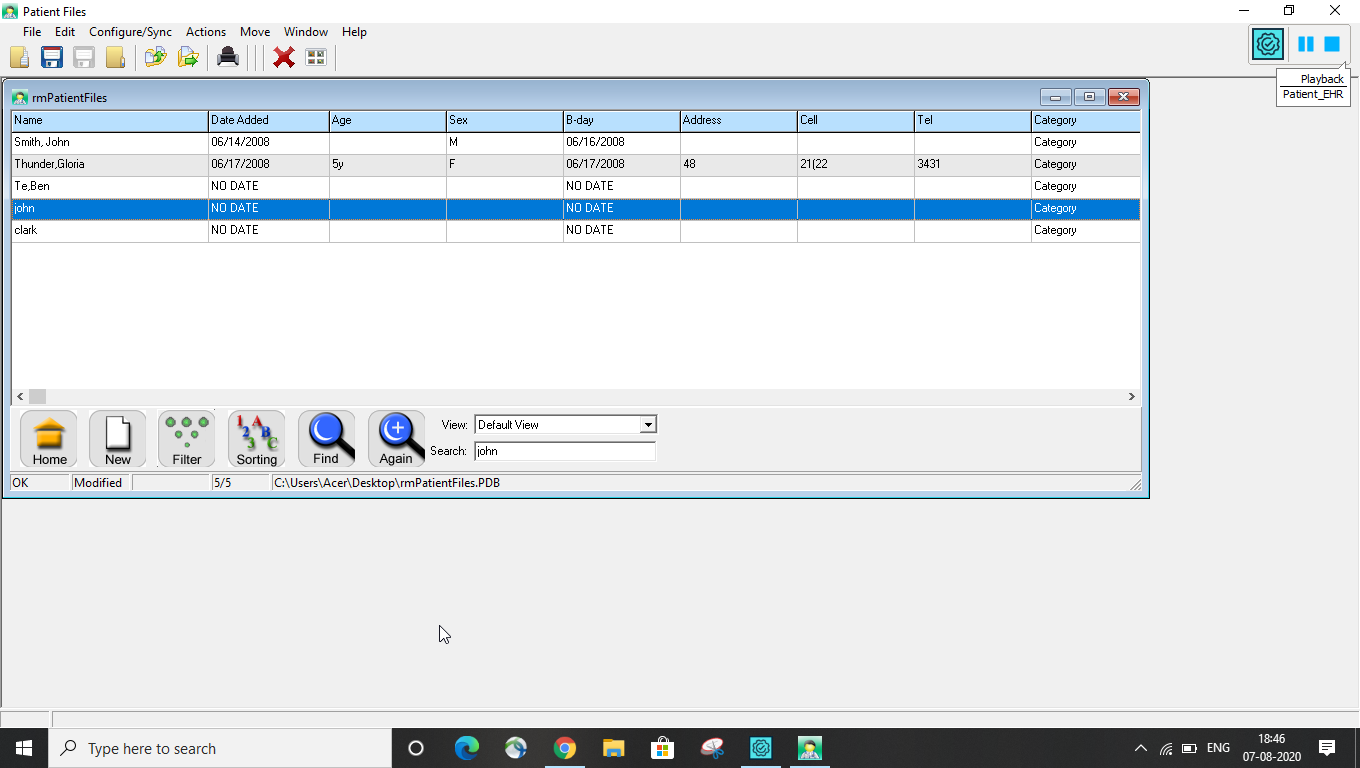 Patient Files
File Edit Configure/Sync Actions Move Window Help
Playback
Patient_EHR
rmPatientFiles
Name Date Added Age Sex B-day Address Cell Tel Category
Smith, John 06/14/2008 M 06/16/2008 Category
Thunder,Gloria 06/17/2008 5y F 06/17/2008 48 21(22 3431 Category
Te,Ben NO DATE NO DATE Category
john NO DATE NO DATE Category
clark NO DATE NO DATE Category
Home New Filter Sorting Find Again
View: Default View
Search: john
OK Modified 5/5 C:\Users\Acer\Desktop\rmPatientFiles.PDB
Type here to search
ENG
18:46
07-08-2020